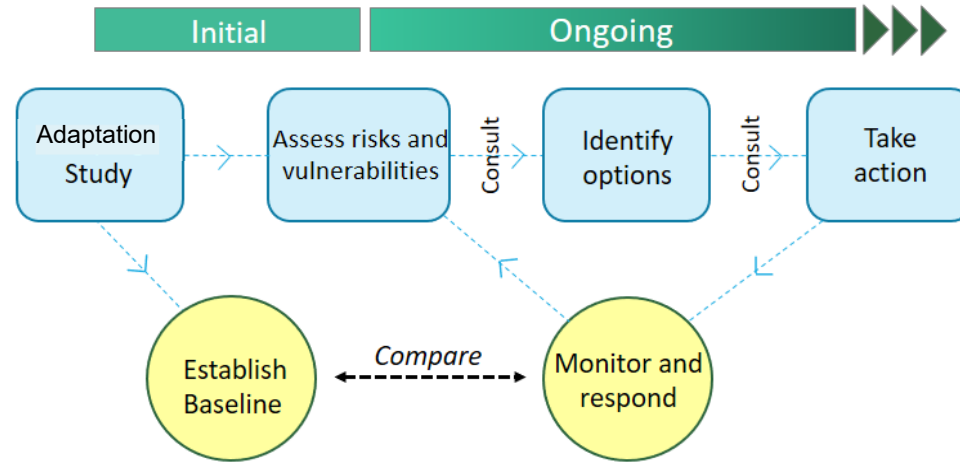 Initial
Ongoing
Adaptation
Study
Assess risks and
vulnerabilities
Consult
Identify
options
Consult
Take
action
Establish
Baseline
Compare
Monitor and
respond